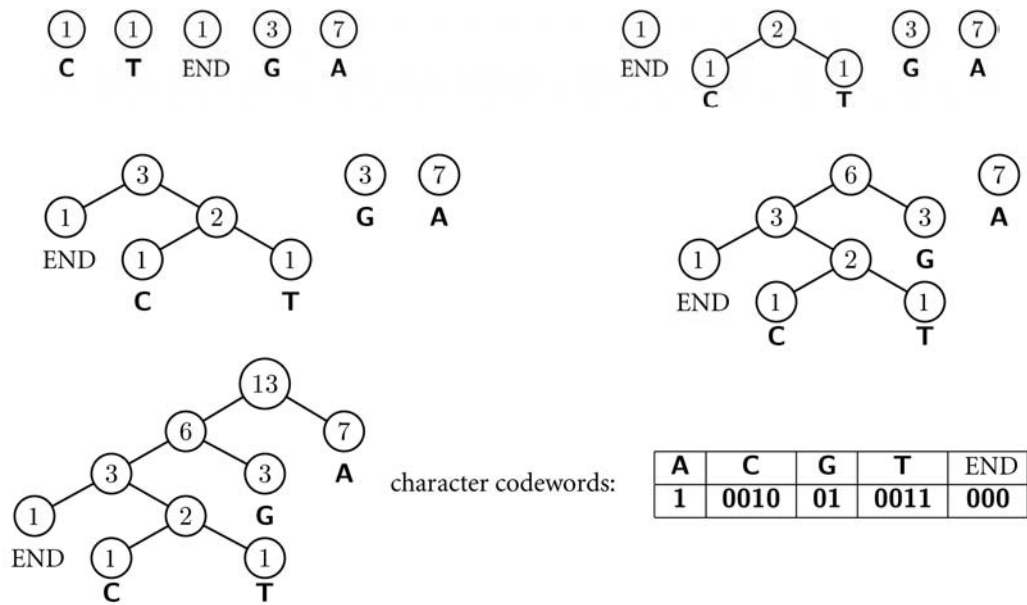 1 1 1 3 7
C T END G A
1 2 3 7
END 1 1 G A
C T
3 3 7
1 2 G A
END 1 1
C T
6 7
3 3 A
1 2 G
END 1 1
C T
13
6 7
3 3 A
1 2 G
END 1 1
C T
character codewords:
A C G T END
1 0010 01 0011 000